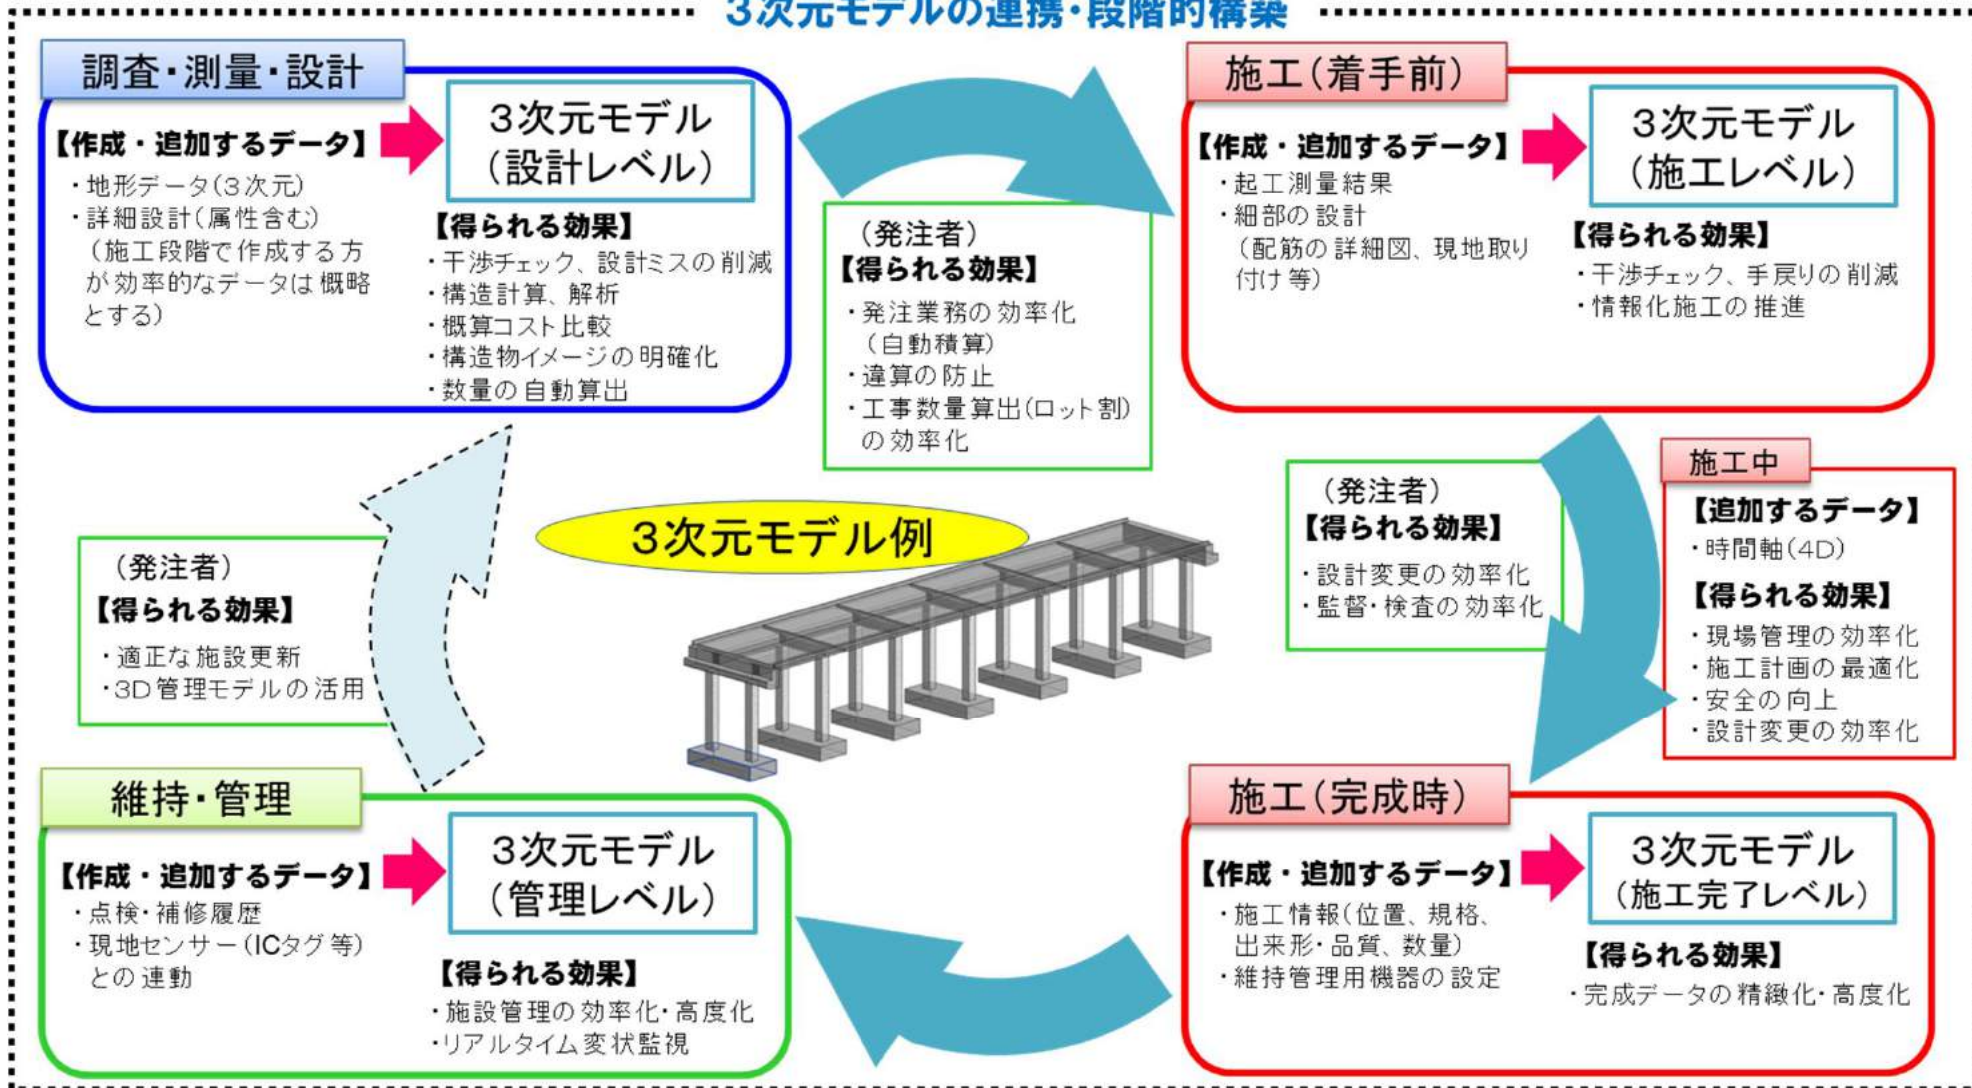 3次元モデルの連携・段階的構築
調査・測量・設計
【作成・追加するデータ】
・地形データ(3次元)
・詳細設計(属性含む)
(施工段階で作成する方
が効率的なデータは概略
とする)
3次元モデル
(設計レベル)
【得られる効果】
・干渉チェック、設計ミスの削減
・構造計算、解析
・概算コスト比較
・構造物イメージの明確化
・数量の自動算出
(発注者)
【得られる効果】
・発注業務の効率化
(自動積算)
・違算の防止
・工事数量算出(ロット割)
の効率化
施工(着手前)
【作成・追加するデータ】
・起工測量結果
・細部の設計
(配筋の詳細図、現地取り
付け等)
3次元モデル
(施工レベル)
【得られる効果】
・干渉チェック、手戻りの削減
・情報化施工の推進
(発注者)
【得られる効果】
・設計変更の効率化
・監督・検査の効率化
施工中
【追加するデータ】
・時間軸(4D)
【得られる効果】
・現場管理の効率化
・施工計画の最適化
・安全の向上
・設計変更の効率化
3次元モデル例
(発注者)
【得られる効果】
・適正な施設更新
・3D管理モデルの活用
施工(完成時)
【作成・追加するデータ】
・施工情報(位置、規格、
出来形・品質、数量)
・維持管理用機器の設定
3次元モデル
(施工完了レベル)
【得られる効果】
・完成データの精緻化・高度化
維持・管理
【作成・追加するデータ】
・点検・補修履歴
・現地センサー(ICタグ等)
との連動
3次元モデル
(管理レベル)
【得られる効果】
・施設管理の効率化・高度化
・リアルタイム変状監視